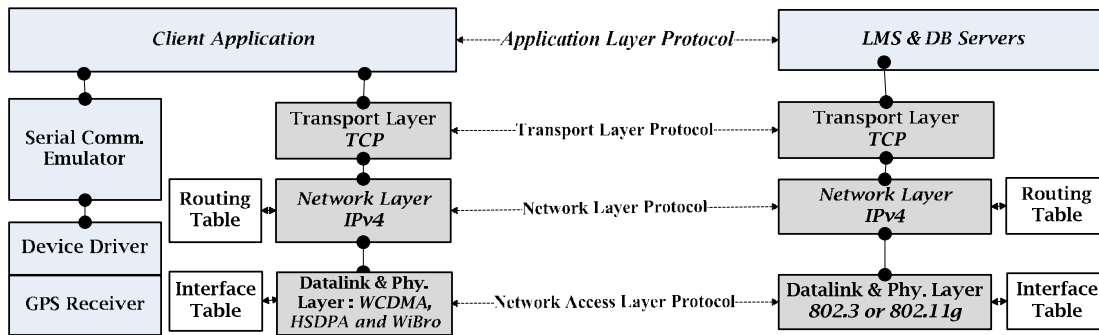 Client Application
Application Layer Protocol
LMS & DB Servers
Serial Comm.
Emulator
Transport Layer
TCP
Transport Layer Protocol
Transport Layer
TCP
Routing
Table
Network Layer
IPv4
Network Layer Protocol
Network Layer
IPv4
Routing
Table
Device Driver
GPS Receiver
Interface
Table
Datalink & Phy.
Layer : WCDMA,
HSDPA and WiBro
Network Access Layer Protocol
Datalink & Phy. Layer
802.3 or 802.11g
Interface
Table